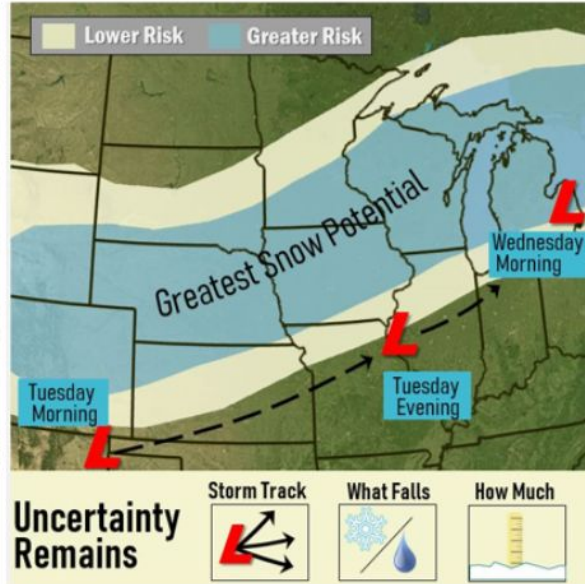 Lower Risk
Greater Risk
Greatest Snow Potential
Wednesday
Morning
L
L
Tuesday
Morning
Tuesday
Evening
L
Uncertainty
Remains
Storm Track
What Falls
How Much
L